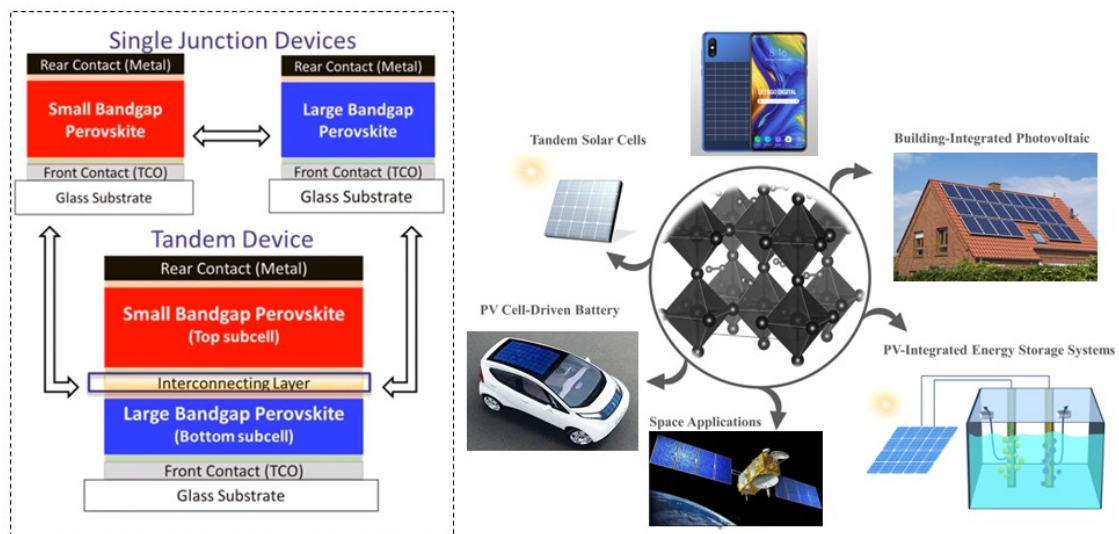 Single Junction Devices
Rear Contact (Metal)
Small Bandgap
Perovskite
Front Contact (TCO)
Glass Substrate
Rear Contact (Metal)
Large Bandgap
Perovskite
Front Contact (TCO)
Glass Substrate
Tandem Device
Rear Contact (Metal)
Small Bandgap Perovskite
(Top subcell)
Interconnecting Layer
Large Bandgap Perovskite
(Bottom subcell)
Front Contact (TCO)
Glass Substrate
Tandem Solar Cells
Building-Integrated Photovoltaic
PV Cell-Driven Battery
PV-Integrated Energy Storage Systems
Space Applications